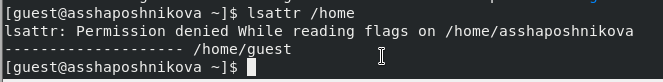 [guest@asshaposhnikova ~]$ lsattr /home
lsattr: Permission denied While reading flags on /home/asshaposhnikova
-------------------- /home/guest
[guest@asshaposhnikova ~]$